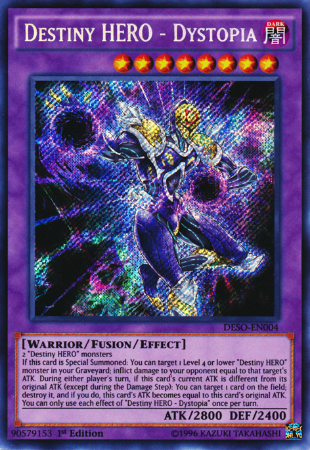 DESTINY HERO - DYSTOPIA
DARK
闇
DESO-EN004
[WARRIOR/FUSION/EFFECT]
2 "Destiny HERO" monsters
If this card is Special Summoned: You can target 1 Level 4 or lower "Destiny HERO"
monster in your Graveyard; inflict damage to your opponent equal to that target's
ATK. During either player's turn, if this card's current ATK is different from its
original ATK (except during the Damage Step): You can target 1 card on the field;
destroy it, and if you do, this card's ATK becomes equal to this card's original ATK.
You can only use each effect of "Destiny HERO - Dystopia" once per turn.
ATK/2800 DEF/2400
90579153 1st Edition ©1996 KAZUKI TAKAHASHI